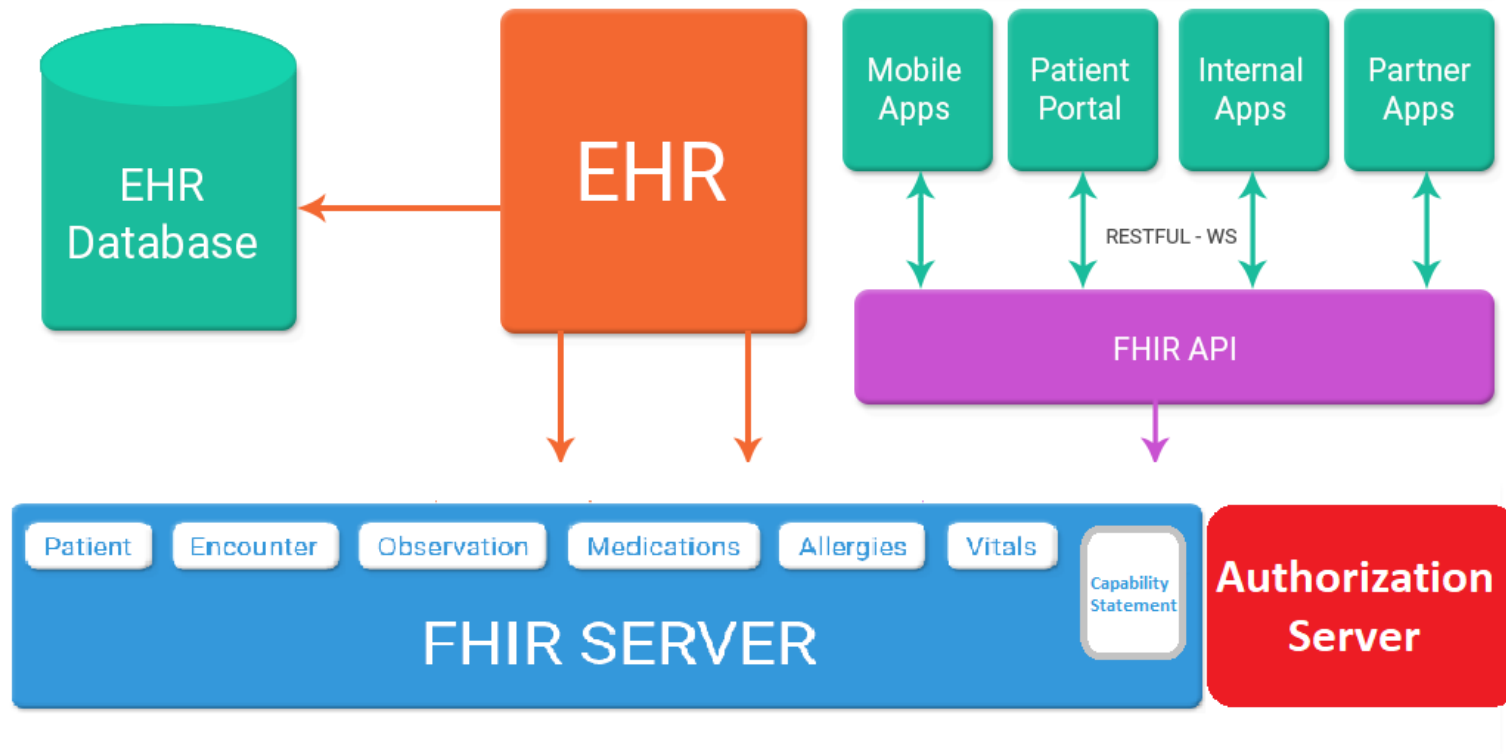 EHR
Database
EHR
Mobile
Apps
Patient
Portal
Internal
Apps
Partner
Apps
RESTFUL - WS
FHIR API
Patient
Encounter
Observation
Medications
Allergies
Vitals
Capability
Statement
FHIR SERVER
Authorization
Server